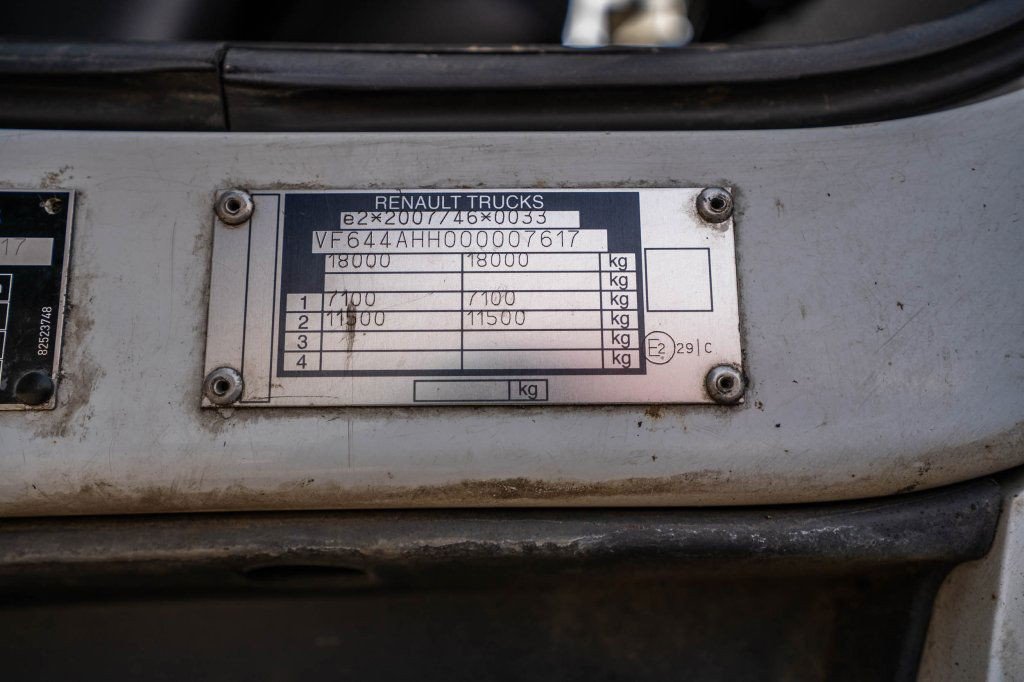 RENAULT TRUCKS
e2*2007/46*0033
VF644AHH000007617
18000 18000 kg
kg
1 7100 7100 kg
2 11500 11500 kg
3 kg
4 kg
kg
E2 29|C
17
82523748